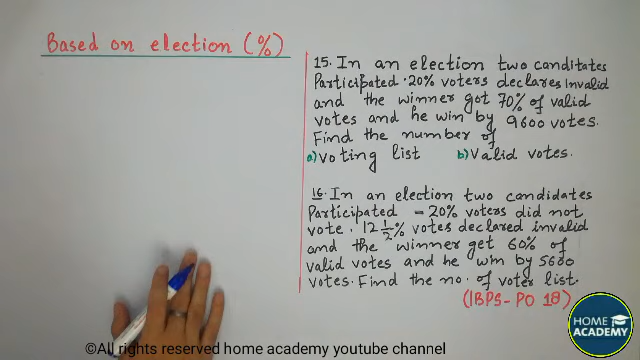 Based on election (%)
15. In an election two canditates
Participated · 20% voters declares invalid
and the winner got 70% of valid
votes and he win by 9600 votes.
Find the number of
a) voting list b) valid votes.
16. In an election two candidates
Participated – 20% voters did not
vote. 12 1/2% votes declared invalid
and the winner get 60% of
valid votes and he win by 5600
votes. Find the no. of voter list.
(IBPS - PO 18)
HOME
ACADEMY
©All rights reserved home academy youtube channel